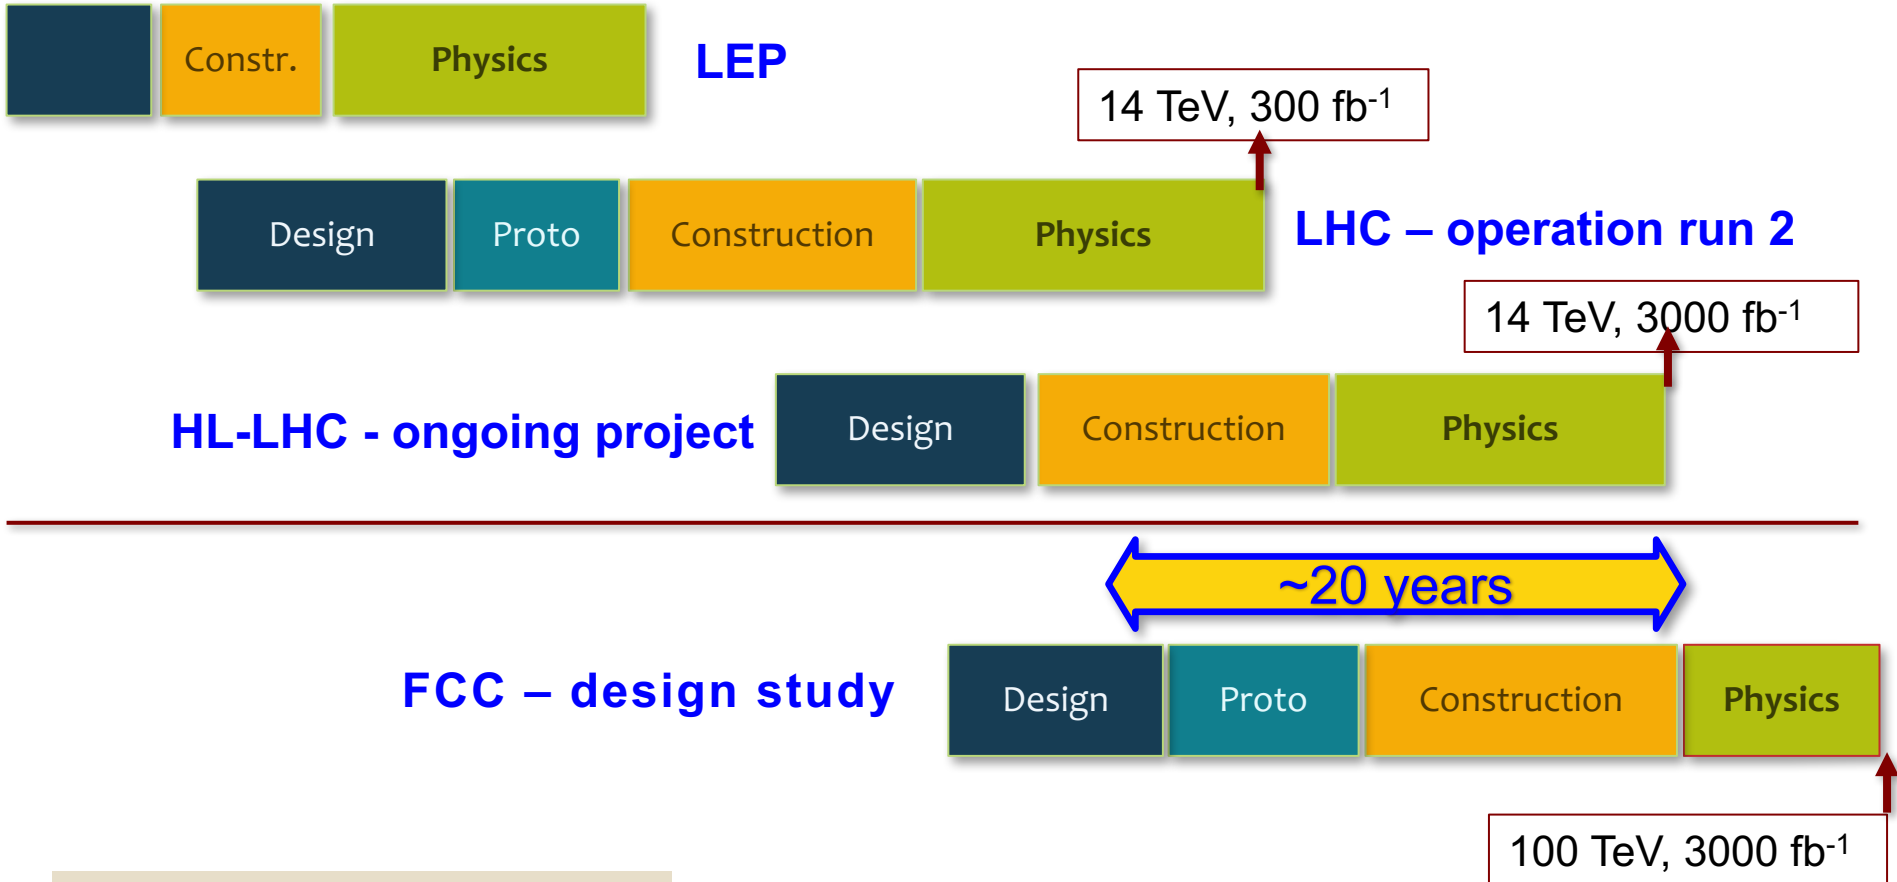 Constr. Physics LEP
14 TeV, 300 fb⁻¹
Design Proto Construction Physics LHC – operation run 2
14 TeV, 3000 fb⁻¹
HL-LHC - ongoing project Design Construction Physics
~20 years
FCC – design study Design Proto Construction Physics
100 TeV, 3000 fb⁻¹